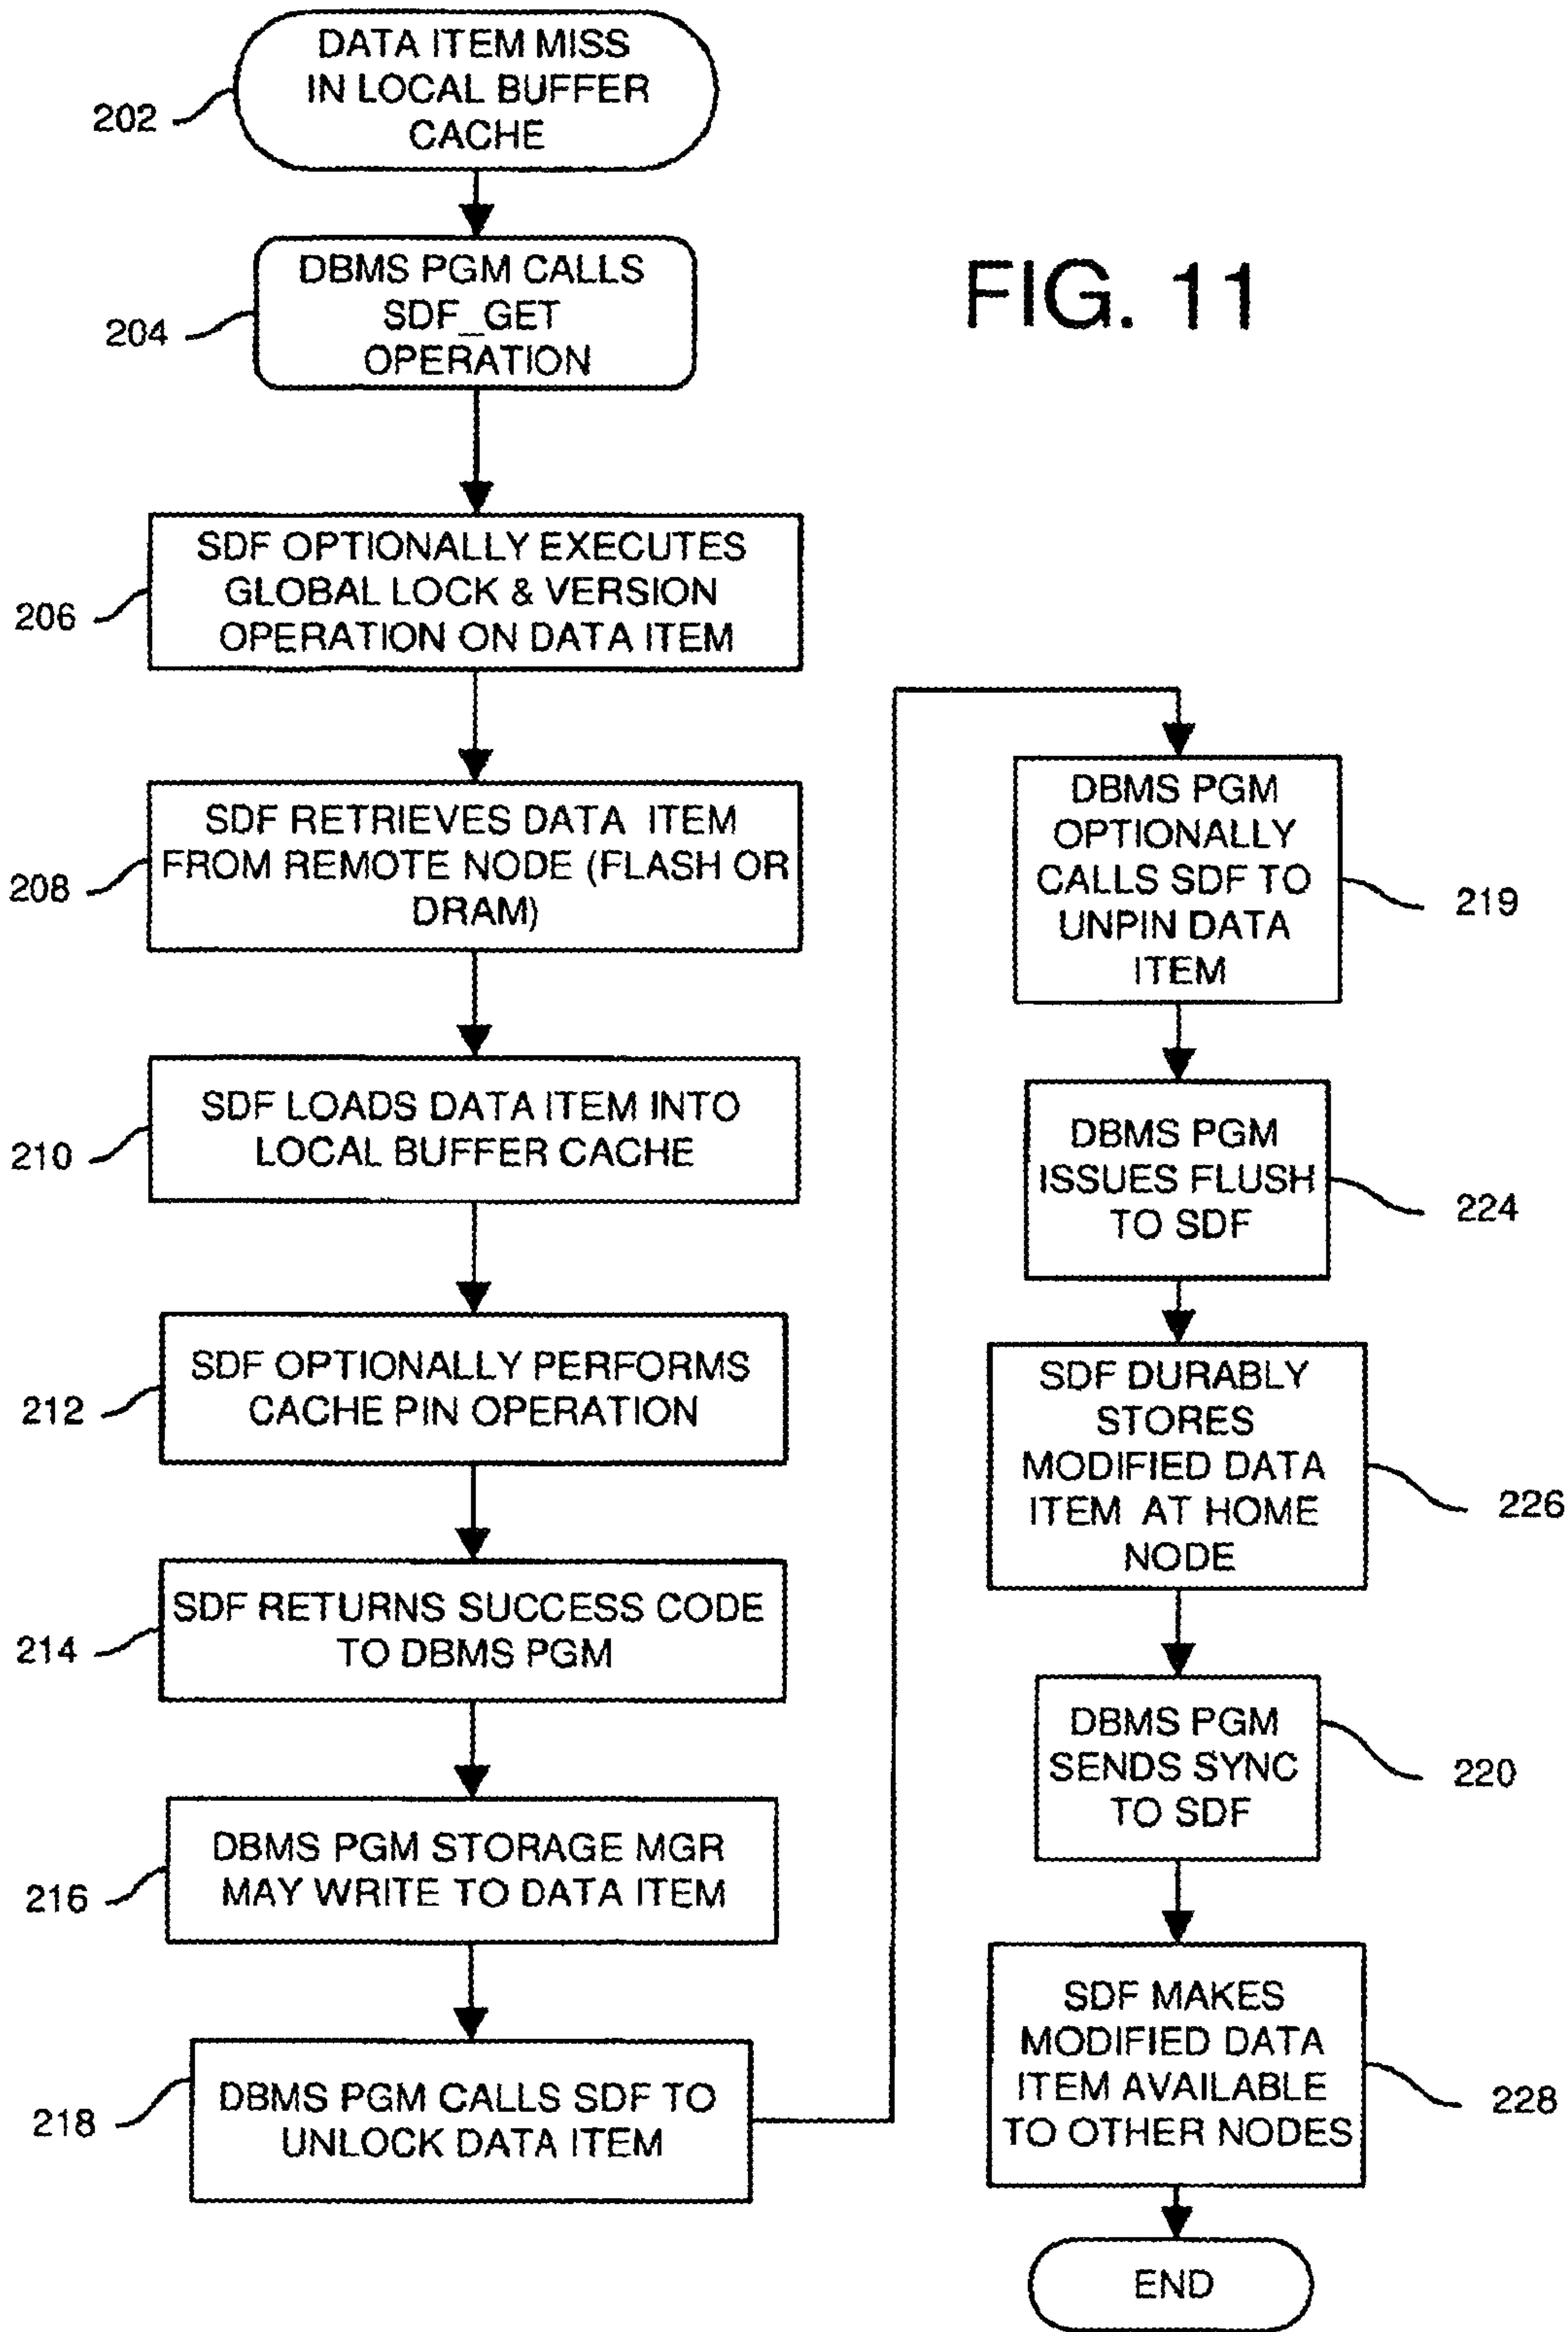 FIG. 11
202
DATA ITEM MISS
IN LOCAL BUFFER
CACHE
204
DBMS PGM CALLS
SDF_GET
OPERATION
206
SDF OPTIONALLY EXECUTES
GLOBAL LOCK & VERSION
OPERATION ON DATA ITEM
208
SDF RETRIEVES DATA ITEM
FROM REMOTE NODE (FLASH OR
DRAM)
210
SDF LOADS DATA ITEM INTO
LOCAL BUFFER CACHE
212
SDF OPTIONALLY PERFORMS
CACHE PIN OPERATION
214
SDF RETURNS SUCCESS CODE
TO DBMS PGM
216
DBMS PGM STORAGE MGR
MAY WRITE TO DATA ITEM
218
DBMS PGM CALLS SDF TO
UNLOCK DATA ITEM
DBMS PGM
OPTIONALLY
CALLS SDF TO
UNPIN DATA
ITEM
219
DBMS PGM
ISSUES FLUSH
TO SDF
224
SDF DURABLY
STORES
MODIFIED DATA
ITEM AT HOME
NODE
226
DBMS PGM
SENDS SYNC
TO SDF
220
SDF MAKES
MODIFIED DATA
ITEM AVAILABLE
TO OTHER NODES
228
END